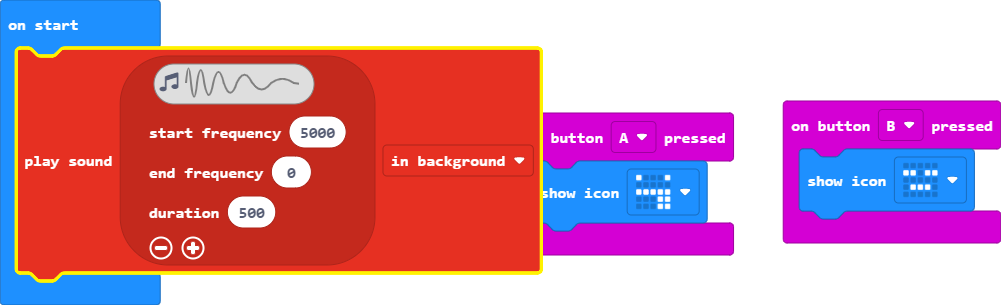 on start
play sound
start frequency 5000
end frequency 0
duration 500
in background
button A pressed
show icon
on button B pressed
show icon